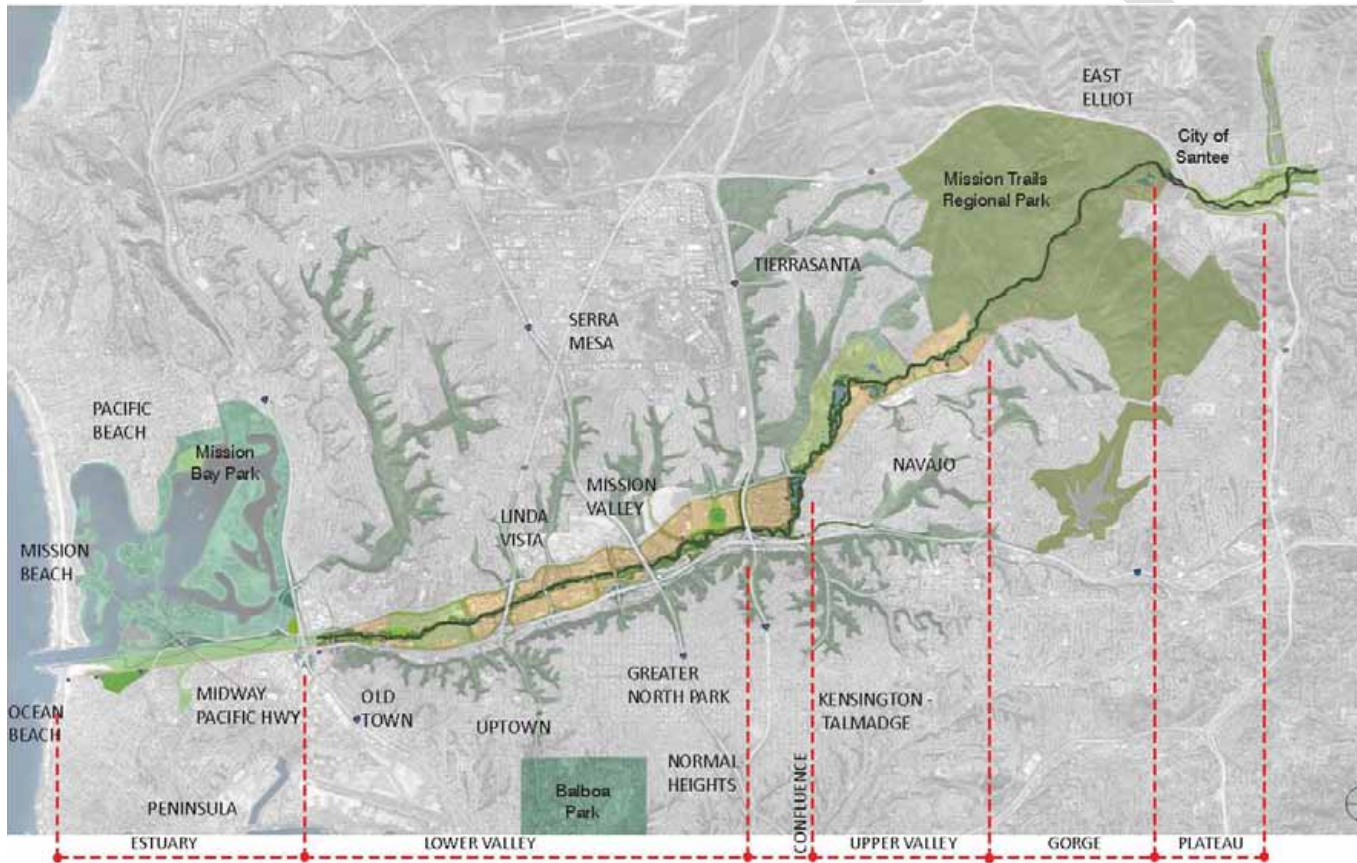 EAST
ELLIOT
City of
Santee
Mission Trails
Regional Park
TIERRASANTA
SERRA
MESA
PACIFIC
BEACH
Mission
Bay Park
NAVAJO
MISSION
VALLEY
LINDA
VISTA
MISSION
BEACH
OCEAN
BEACH
MIDWAY
PACIFIC HWY
OLD
TOWN
UPTOWN
GREATER
NORTH PARK
KENSINGTON -
TALMADGE
NORMAL
HEIGHTS
Balboa
Park
PENINSULA
ESTUARY
LOWER VALLEY
CONFLUENCE
UPPER VALLEY
GORGE
PLATEAU